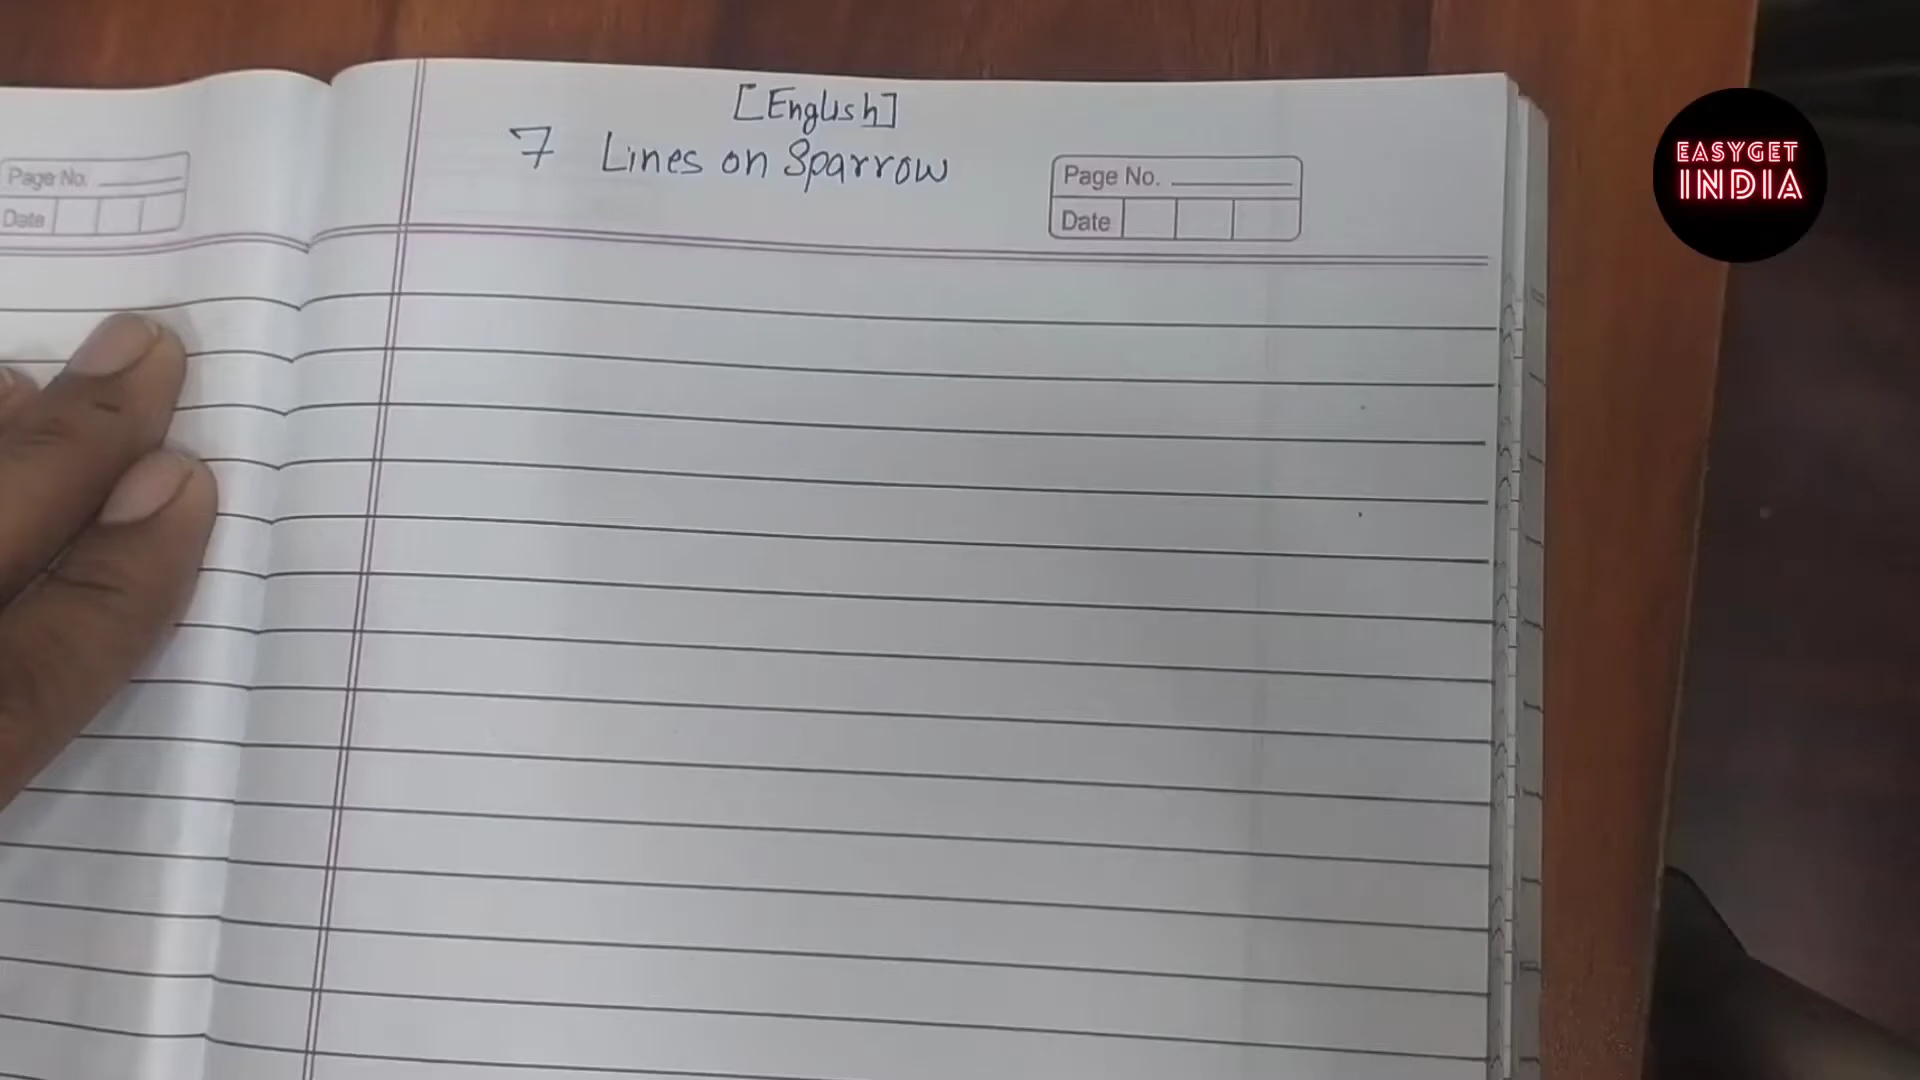 [English]
7 Lines on Sparrow
Page No.
Date
Page No.
Date
EASYGET
INDIA